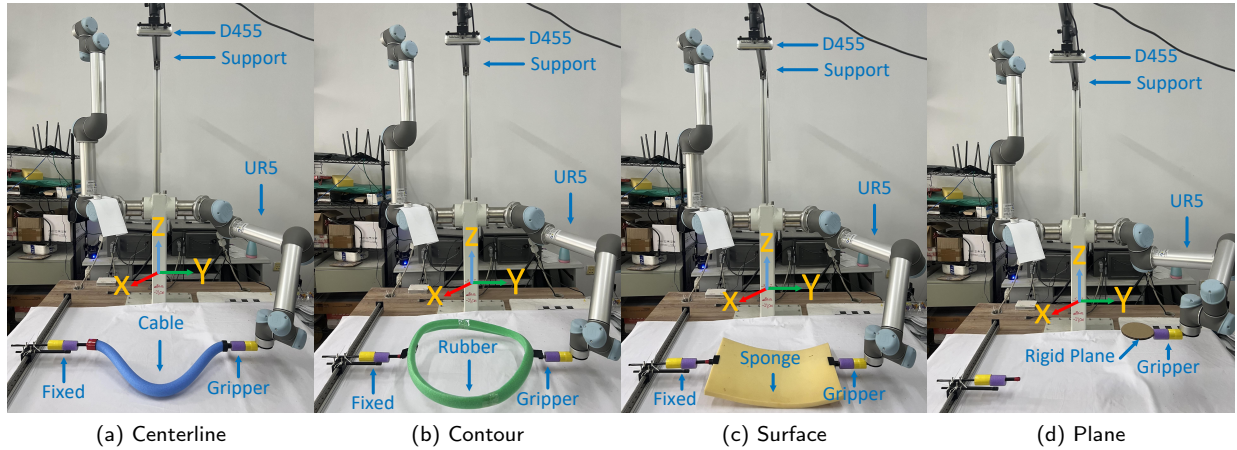 D455
Support
UR5
Z
X
Y
Cable
Fixed
Gripper
(a) Centerline
D455
Support
UR5
Z
X
Y
Rubber
Fixed
Gripper
(b) Contour
D455
Support
UR5
Z
X
Y
Sponge
Fixed
Gripper
(c) Surface
D455
Support
UR5
Z
X
Y
Rigid Plane
Gripper
(d) Plane